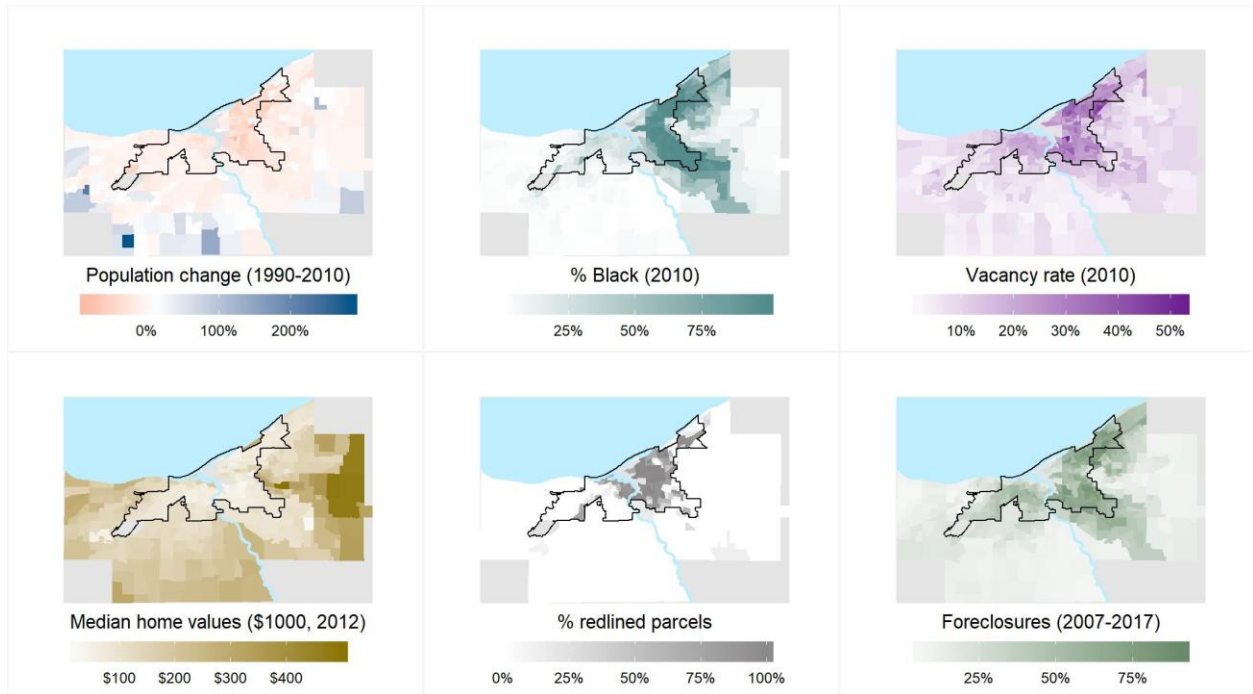 Population change (1990-2010)
0% 100% 200%
% Black (2010)
25% 50% 75%
Vacancy rate (2010)
10% 20% 30% 40% 50%
Median home values ($1000, 2012)
$100 $200 $300 $400
% redlined parcels
0% 25% 50% 75% 100%
Foreclosures (2007-2017)
25% 50% 75%